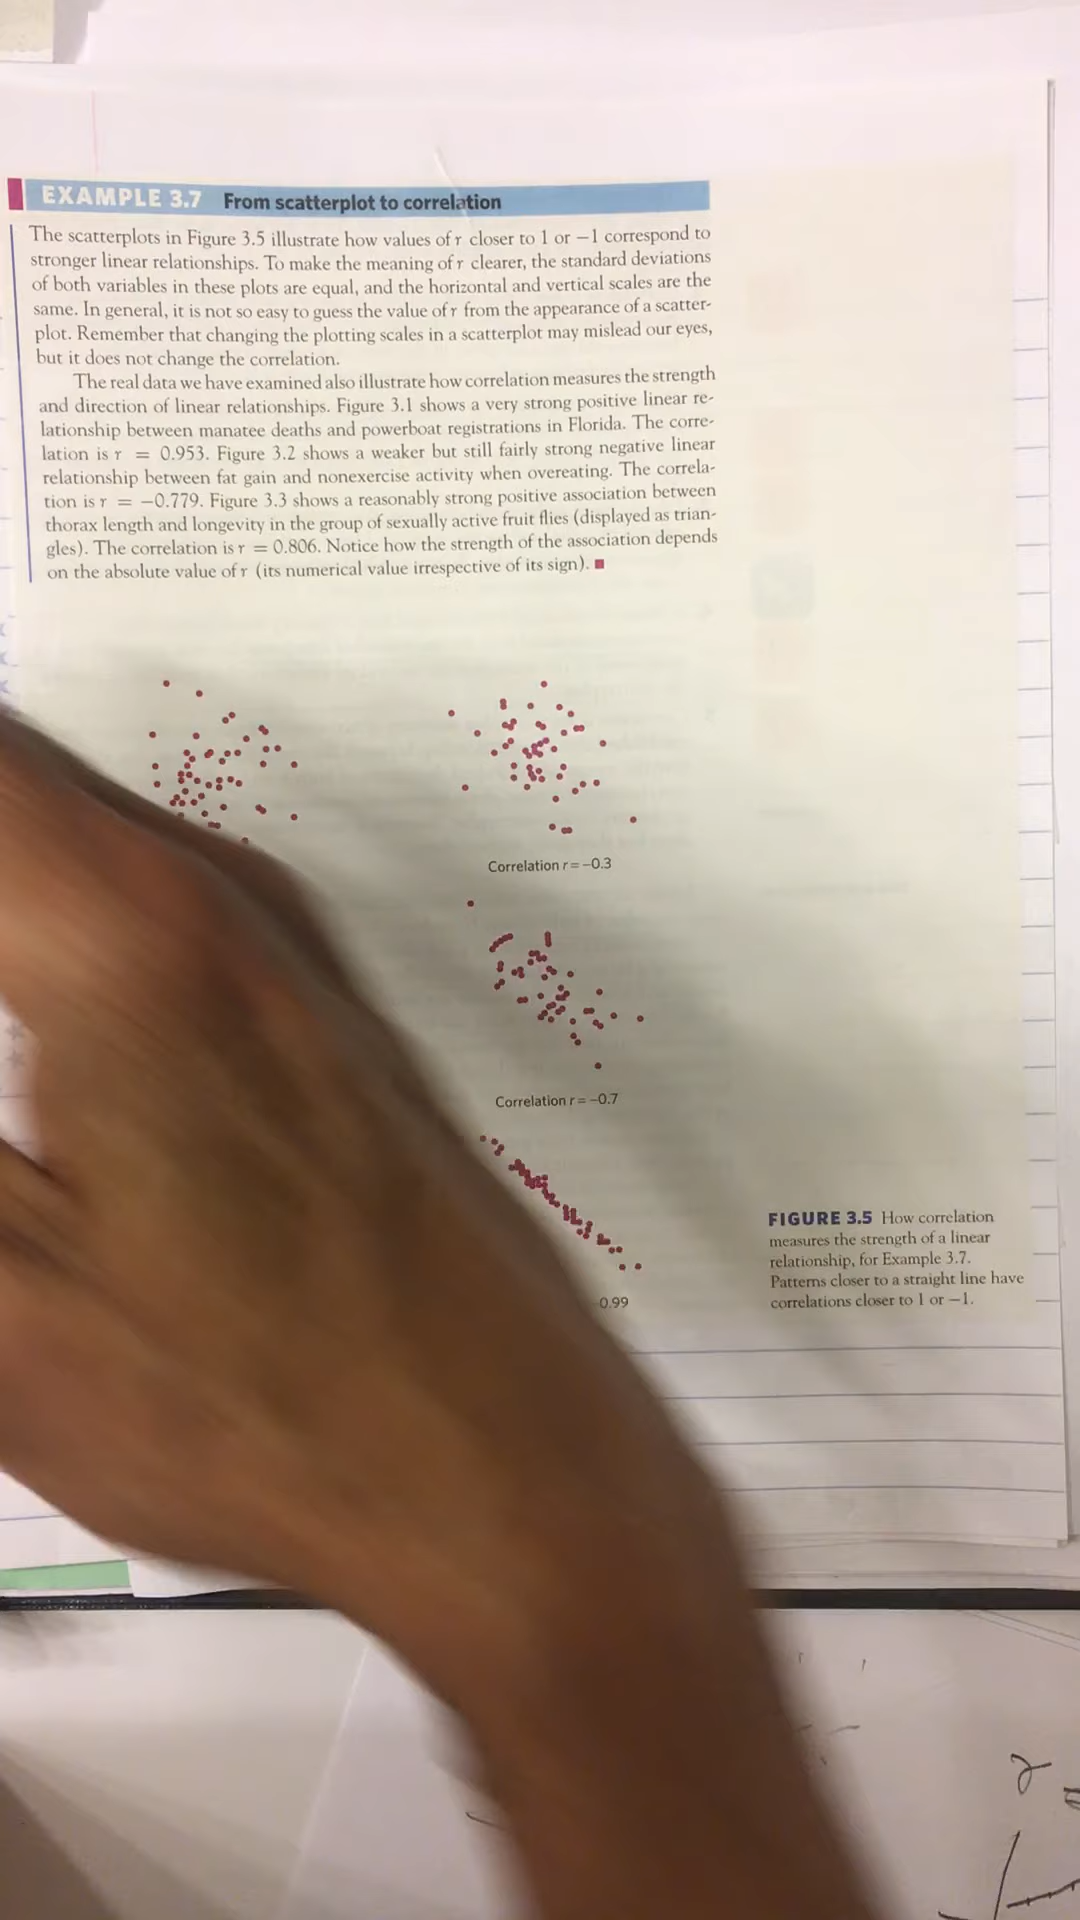 EXAMPLE 3.7 From scatterplot to correlation
The scatterplots in Figure 3.5 illustrate how values of r closer to 1 or −1 correspond to
stronger linear relationships. To make the meaning of r clearer, the standard deviations
of both variables in these plots are equal, and the horizontal and vertical scales are the
same. In general, it is not so easy to guess the value of r from the appearance of a scatter-
plot. Remember that changing the plotting scales in a scatterplot may mislead our eyes,
but it does not change the correlation.
The real data we have examined also illustrate how correlation measures the strength
and direction of linear relationships. Figure 3.1 shows a very strong positive linear re-
lationship between manatee deaths and powerboat registrations in Florida. The corre-
lation is r = 0.953. Figure 3.2 shows a weaker but still fairly strong negative linear
relationship between fat gain and nonexercise activity when overeating. The correla-
tion is r = −0.779. Figure 3.3 shows a reasonably strong positive association between
thorax length and longevity in the group of sexually active fruit flies (displayed as trian-
gles). The correlation is r = 0.806. Notice how the strength of the association depends
on the absolute value of r (its numerical value irrespective of its sign).
Correlation r = −0.3
Correlation r = −0.7
0.99
FIGURE 3.5 How correlation
measures the strength of a linear
relationship, for Example 3.7.
Patterns closer to a straight line have
correlations closer to 1 or −1.